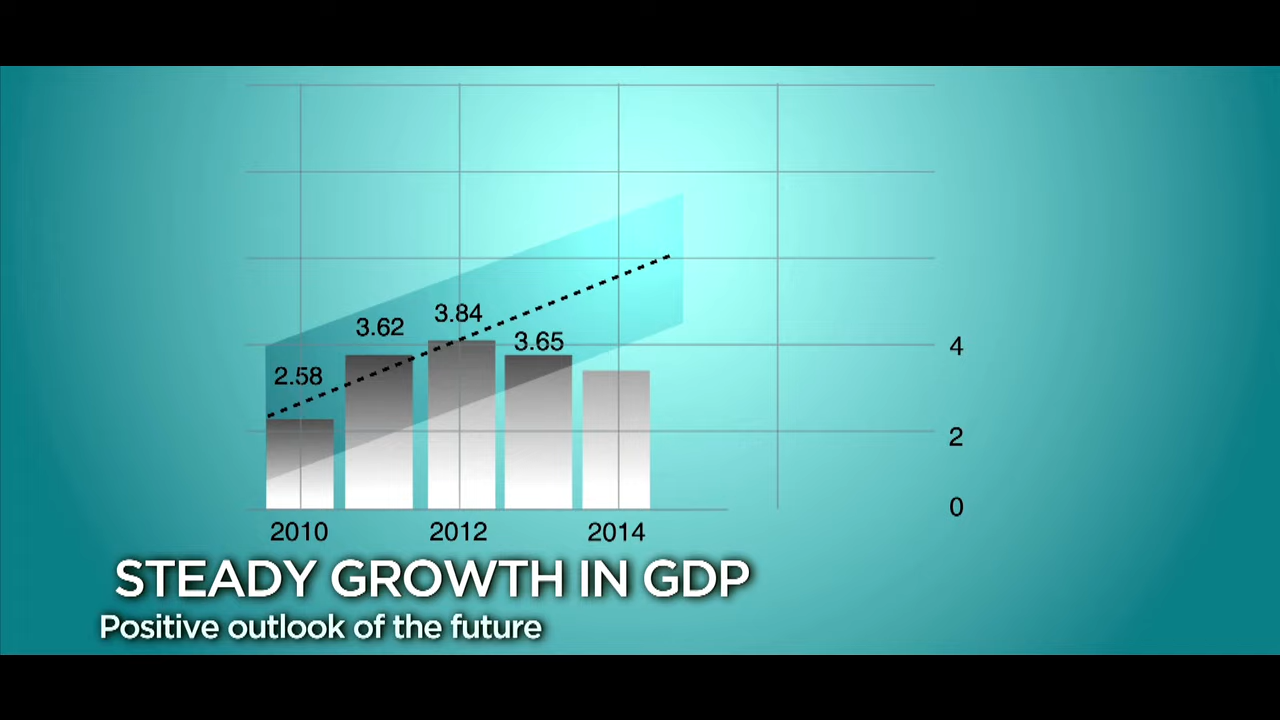 3.84
3.62
3.65
2.58
4
2
0
2010 2012 2014
STEADY GROWTH IN GDP
Positive outlook of the future